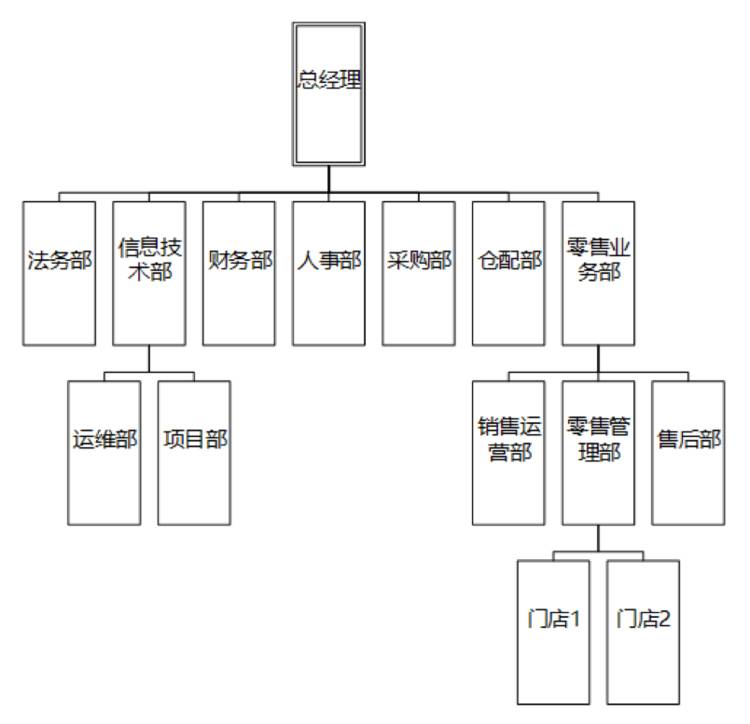 总经理
法务部
信息技
术部
财务部
人事部
采购部
仓配部
零售业
务部
运维部
项目部
销售运
营部
零售管
理部
售后部
门店1
门店2